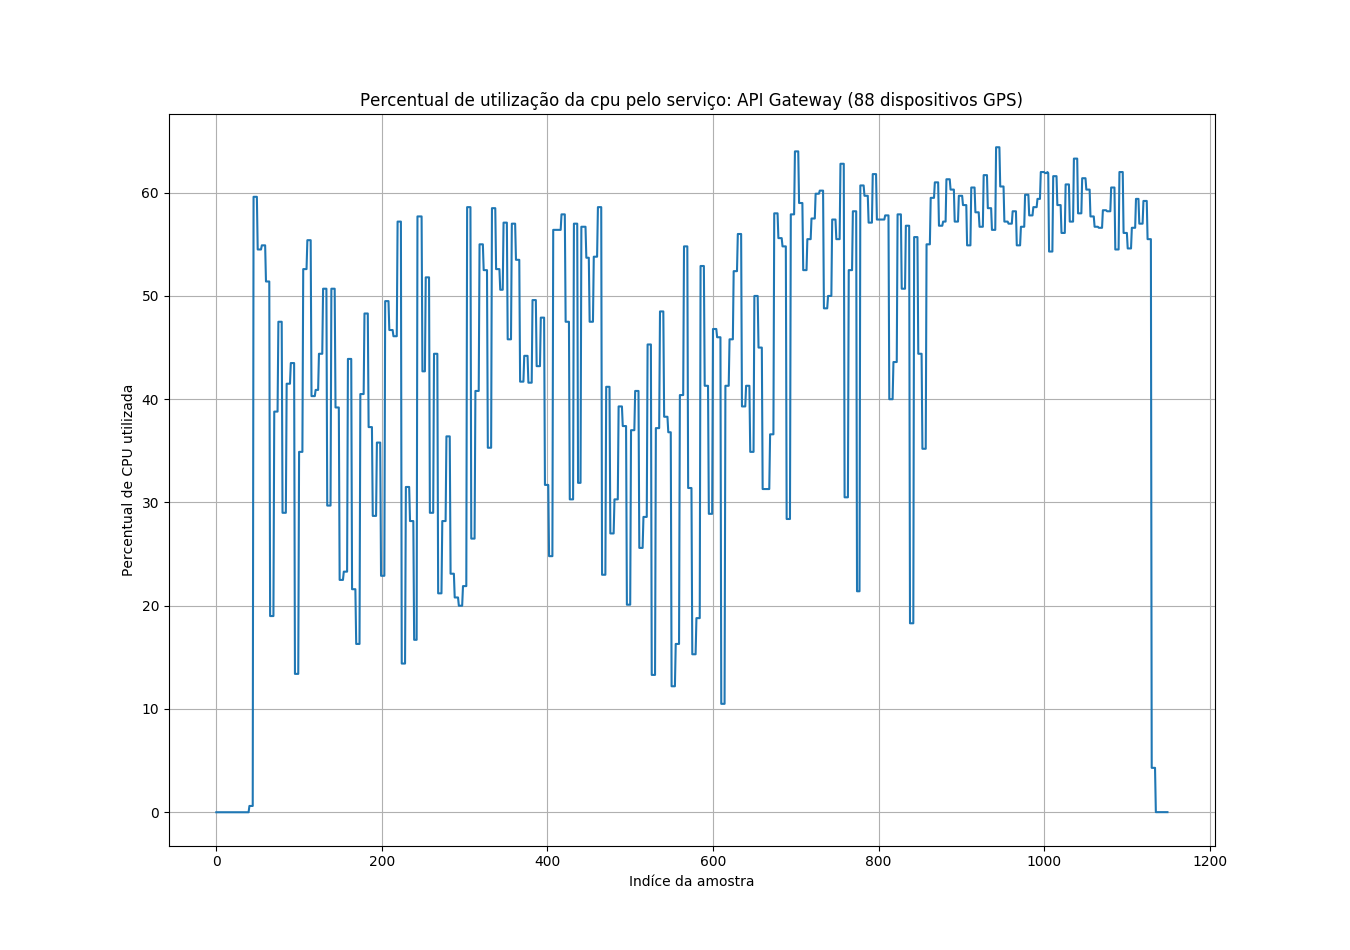 Percentual de utilização da cpu pelo serviço: API Gateway (88 dispositivos GPS)
60
50
40
30
20
10
0
Percentual de CPU utilizada
0 200 400 600 800 1000 1200
Indíce da amostra